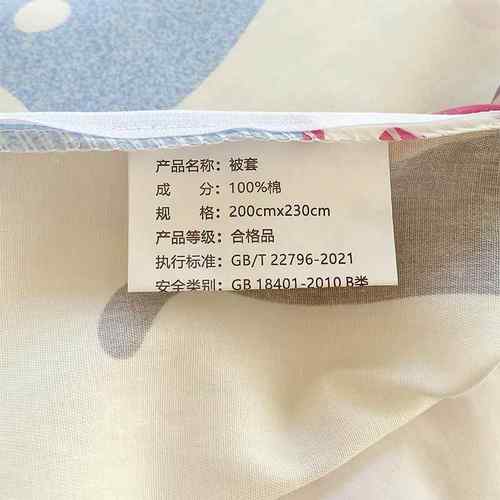 产品名称：被套
成 分：100%棉
规 格：200cmx230cm
产品等级：合格品
执行标准：GB/T 22796-2021
安全类别：GB 18401-2010 B类